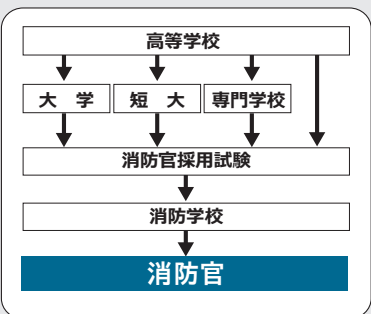 高等学校
大　学　短　大　専門学校
消防官採用試験
消防学校
消防官